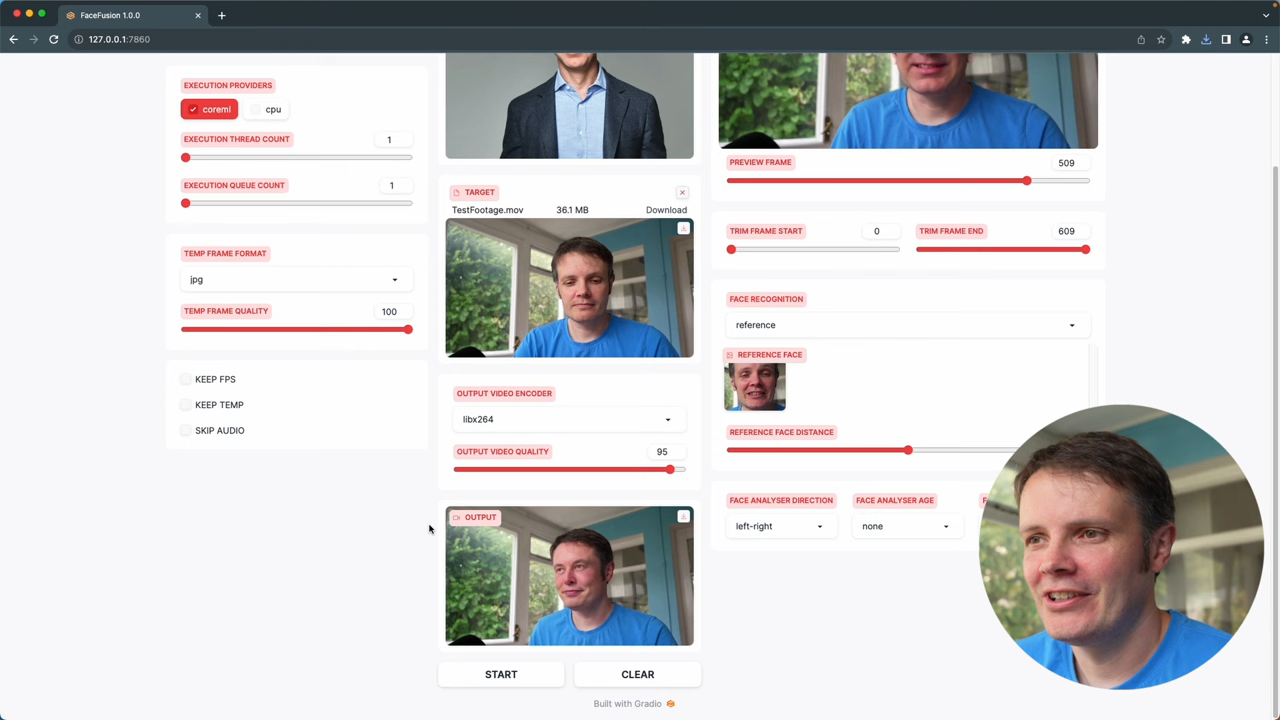 FaceFusion 1.0.0
127.0.0.1:7860
EXECUTION PROVIDERS
coreml
cpu
EXECUTION THREAD COUNT
1
EXECUTION QUEUE COUNT
1
TEMP FRAME FORMAT
jpg
TEMP FRAME QUALITY
100
KEEP FPS
KEEP TEMP
SKIP AUDIO
TARGET
TestFootage.mov 36.1 MB Download
OUTPUT VIDEO ENCODER
libx264
OUTPUT VIDEO QUALITY
95
OUTPUT
START
CLEAR
Built with Gradio
PREVIEW FRAME
509
TRIM FRAME START
0
TRIM FRAME END
609
FACE RECOGNITION
reference
REFERENCE FACE
REFERENCE FACE DISTANCE
FACE ANALYSER DIRECTION
left-right
FACE ANALYSER AGE
none